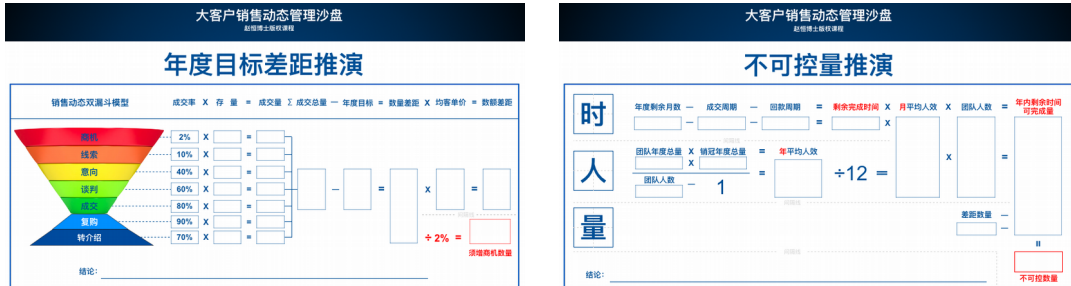 大客户销售动态管理沙盘
赵恒博士版权课程
年度目标差距推演
销售动态双漏斗模型 成交率 X 存 量 = 成交量 Σ 成交总量 — 年度目标 = 数量差距 X 均客单价 = 数额差距
商机 2% X =
线索 10% X =
意向 40% X =
谈判 60% X = — = X =
成交 80% X =
复购 90% X =
转介绍 70% X = ÷ 2% =
须增商机数量
结论:
大客户销售动态管理沙盘
赵恒博士版权课程
不可控量推演
时 年度剩余月数 — 成交周期 — 回款周期 = 剩余完成时间 X 月平均人效 X 团队人数 = 年内剩余时间
可完成量
— — = X
人 团队年度总量 X 销冠年度总量 = 年平均人效
X X =
团队人数 — 1 = ÷12 =
量 差距数量 —
—
=
不可控数量
结论: